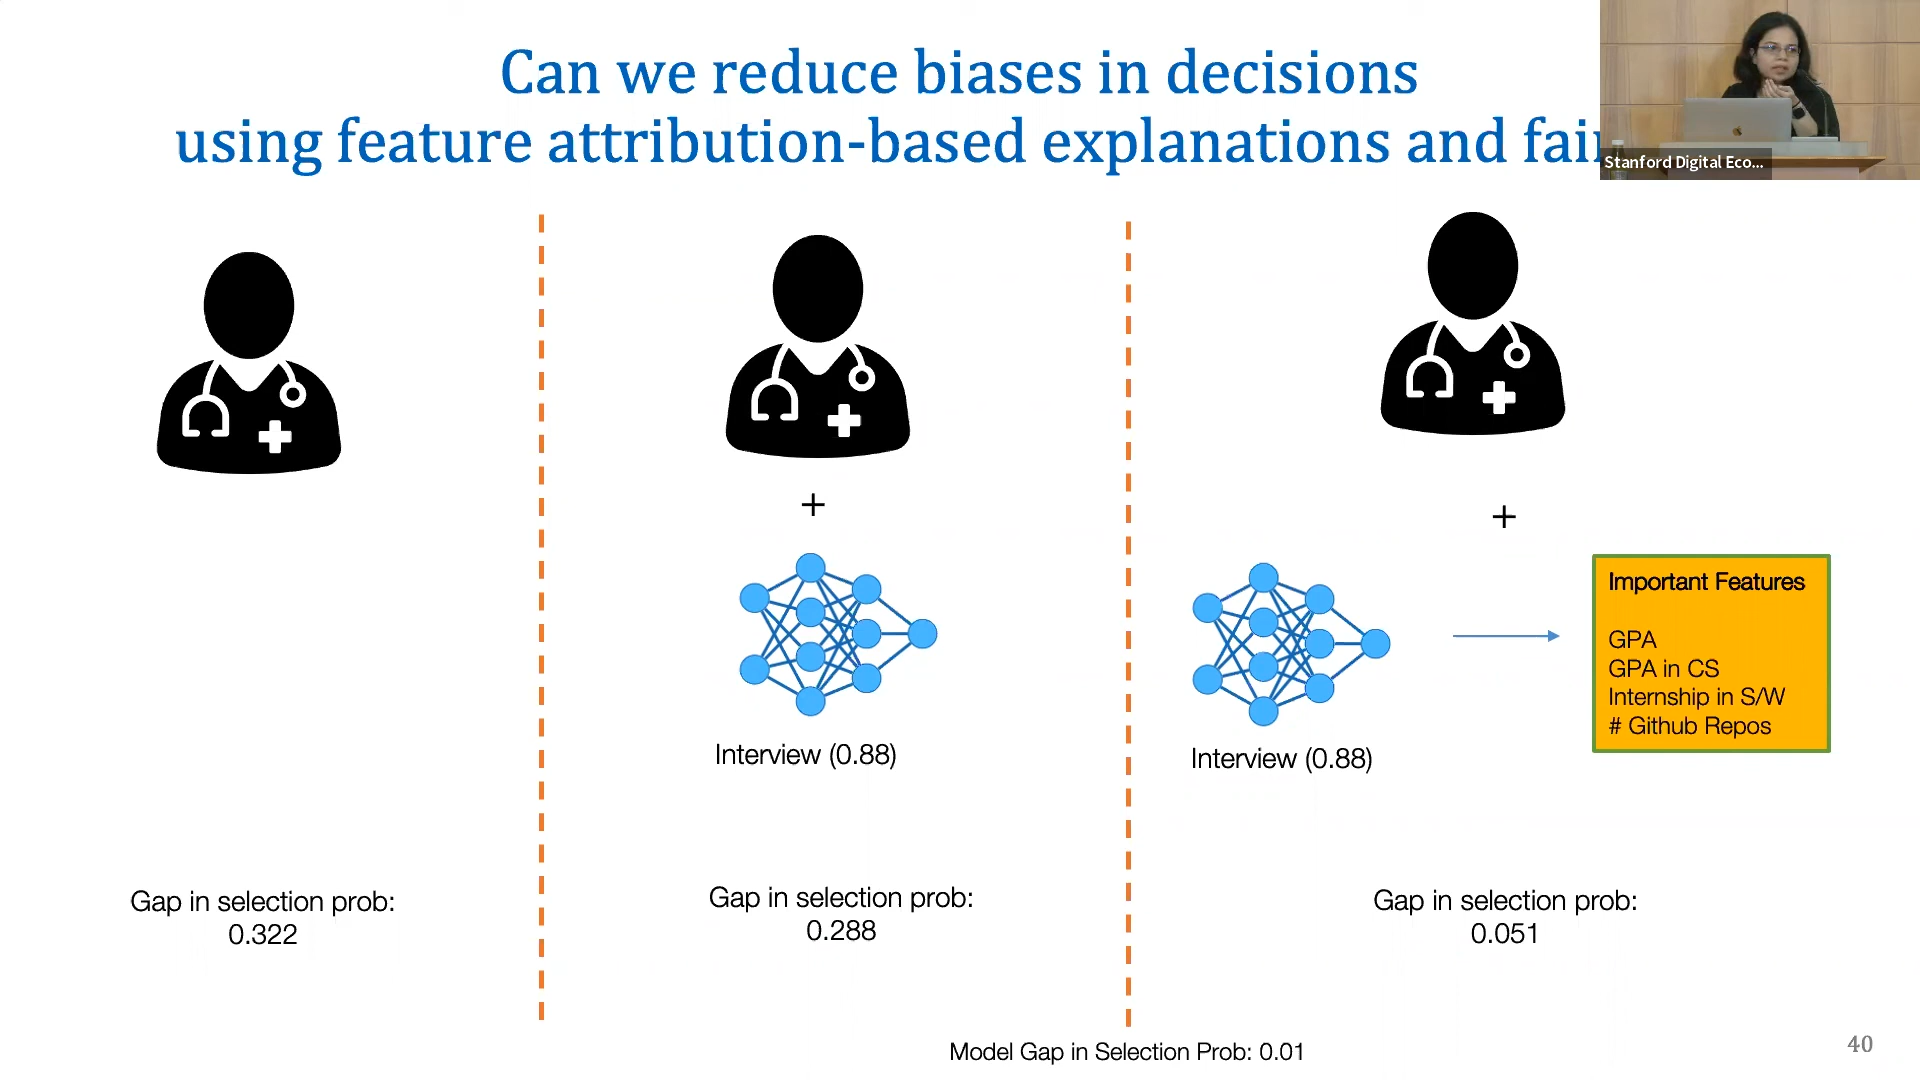 Can we reduce biases in decisions
using feature attribution-based explanations and
Stanford Digital Eco...
+
+
Important Features
GPA
GPA in CS
Internship in S/W
# Github Repos
Interview (0.88)
Interview (0.88)
Gap in selection prob:
0.322
Gap in selection prob:
0.288
Gap in selection prob:
0.051
Model Gap in Selection Prob: 0.01
40